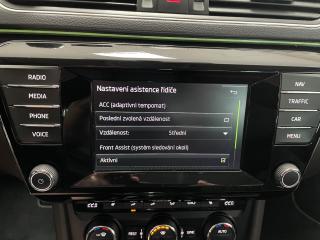 RADIO
MEDIA
PHONE
VOICE
Nastavení asistence řidiče
ACC (adaptivní tempomat)
Poslední zvolená vzdálenost
Vzdálenost: Střední
Front Assist (systém sledování okolí)
Aktivní
NAV
TRAFFIC
CAR
MENU
AUTO